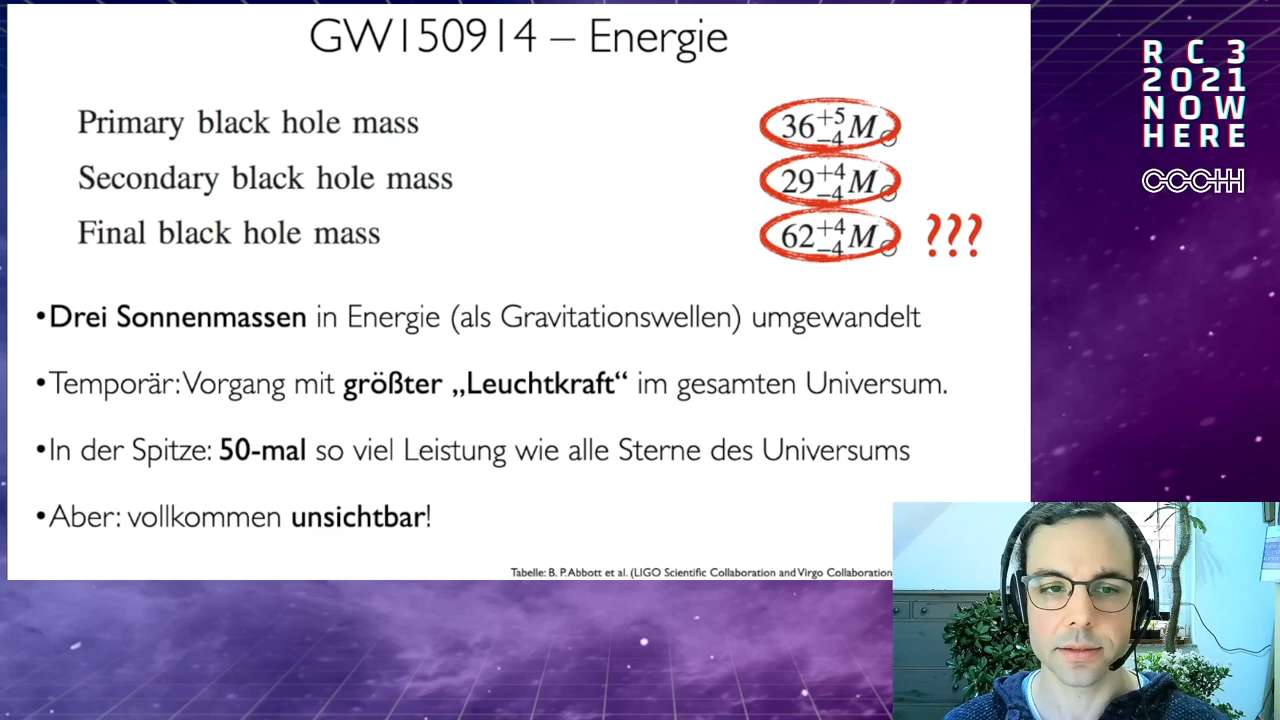 GW150914 – Energie
Primary black hole mass 36+5−4 M☉
Secondary black hole mass 29+4−4 M☉
Final black hole mass 62+4−4 M☉ ???
•Drei Sonnenmassen in Energie (als Gravitationswellen) umgewandelt
•Temporär: Vorgang mit größter „Leuchtkraft“ im gesamten Universum.
•In der Spitze: 50-mal so viel Leistung wie alle Sterne des Universums
•Aber: vollkommen unsichtbar!
Tabelle: B. P. Abbott et al. (LIGO Scientific Collaboration and Virgo Collaboration
RC3
2021
NOW
HERE
CCCHH